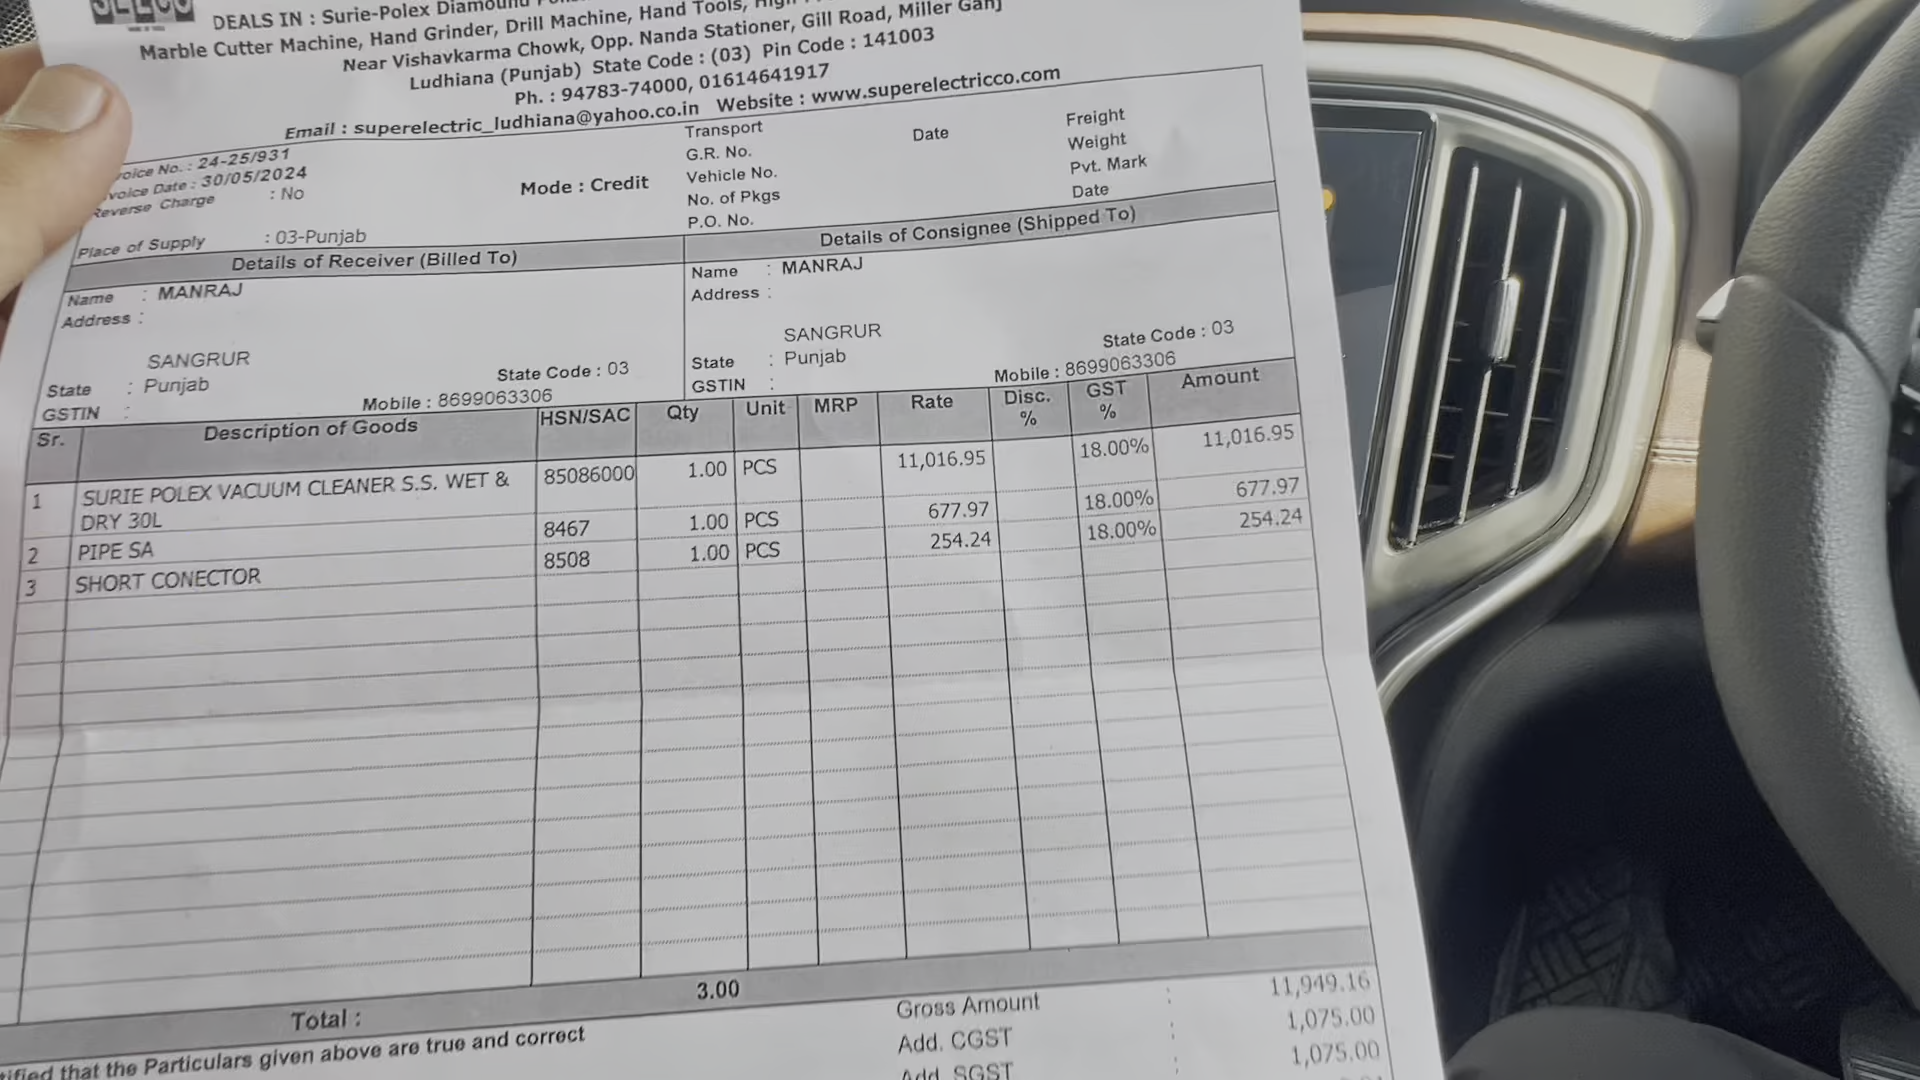 SEECO
DEALS IN : Surie-Polex Diamound
Marble Cutter Machine, Hand Grinder, Drill Machine, Hand Tools, High
Near Vishavkarma Chowk, Opp. Nanda Stationer, Gill Road, Miller Ganj
Ludhiana (Punjab) State Code : (03) Pin Code : 141003
Ph. : 94783-74000, 01614641917
Email : superelectric_ludhiana@yahoo.co.in Website : www.superelectricco.com
voice No. : 24-25/931
voice Date : 30/05/2024
Reverse Charge : No
Place of Supply : 03-Punjab
Mode : Credit
Transport
G.R. No.
Vehicle No.
No. of Pkgs
P.O. No.
Date
Freight
Weight
Pvt. Mark
Date
Details of Receiver (Billed To)
Name : MANRAJ
Address :
SANGRUR
State : Punjab State Code : 03
GSTIN : Mobile : 8699063306
Details of Consignee (Shipped To)
Name : MANRAJ
Address :
SANGRUR
State : Punjab State Code : 03
GSTIN : Mobile : 8699063306
Sr. Description of Goods HSN/SAC Qty Unit MRP Rate Disc. % GST % Amount
1 SURIE POLEX VACUUM CLEANER S.S. WET & 85086000 1.00 PCS 11,016.95 18.00% 11,016.95
DRY 30L
2 PIPE SA 8467 1.00 PCS 677.97 18.00% 677.97
3 SHORT CONECTOR 8508 1.00 PCS 254.24 18.00% 254.24
Total : 3.00
Gross Amount : 11,949.16
Add. CGST : 1,075.00
Add. SGST : 1,075.00
tified that the Particulars given above are true and correct